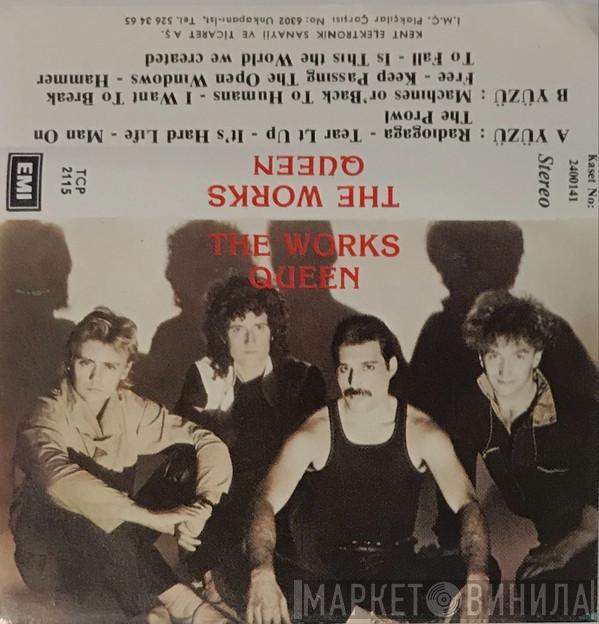 THE WORKS
QUEEN
A YÜZÜ : Radiogaga - Tear Lt Up - It's Hard Life - Man On
The Prowl
B YÜZÜ : Machines or'Back To Humans - I Want To Break
Free - Keep Passing The Open Windows - Hammer
To Fall - Is This the World we created
KENT ELEKTRONİK SANAYİİ VE TİCARET A.Ş.
İ.M.Ç. Plakçılar Çarşısı No: 6302 Unkapanı-İst. Tel. 526 34 65
EMI
TCP
2115
Stereo
Kaset No:
2400141
THE WORKS
QUEEN
МАРКЕТ ВИНИЛА